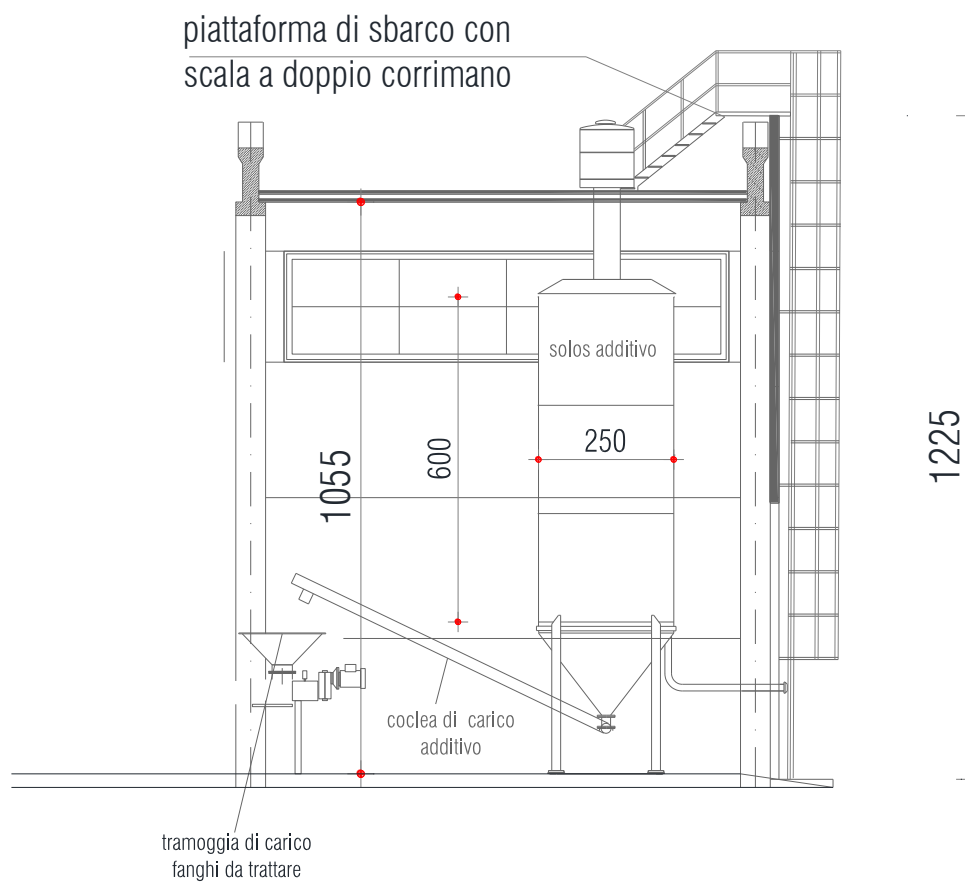 piattaforma di sbarco con
scala a doppio corrimano
solos additivo
250
600
1055
1225
coclea di carico
additivo
tramoggia di carico
fanghi da trattare